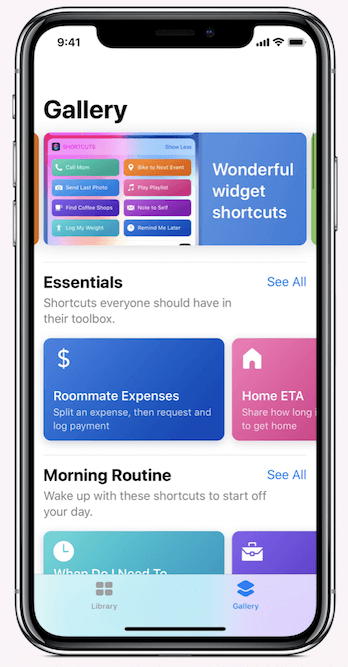 9:41
Gallery
SHORTCUTS
Show Less
Call Mom
Bike to Next Event
Send Last Photo
Play Playlist
Find Coffee Shops
Note to Self
Log My Weight
Remind Me Later
Wonderful
widget
shortcuts
Essentials
See All
Shortcuts everyone should have in
their toolbox.
$
Roommate Expenses
Split an expense, then request and
log payment
Home ETA
Share how long i
to get home
Morning Routine
See All
Wake up with these shortcuts to start off
your day.
When Do I Need To
Library
Gallery